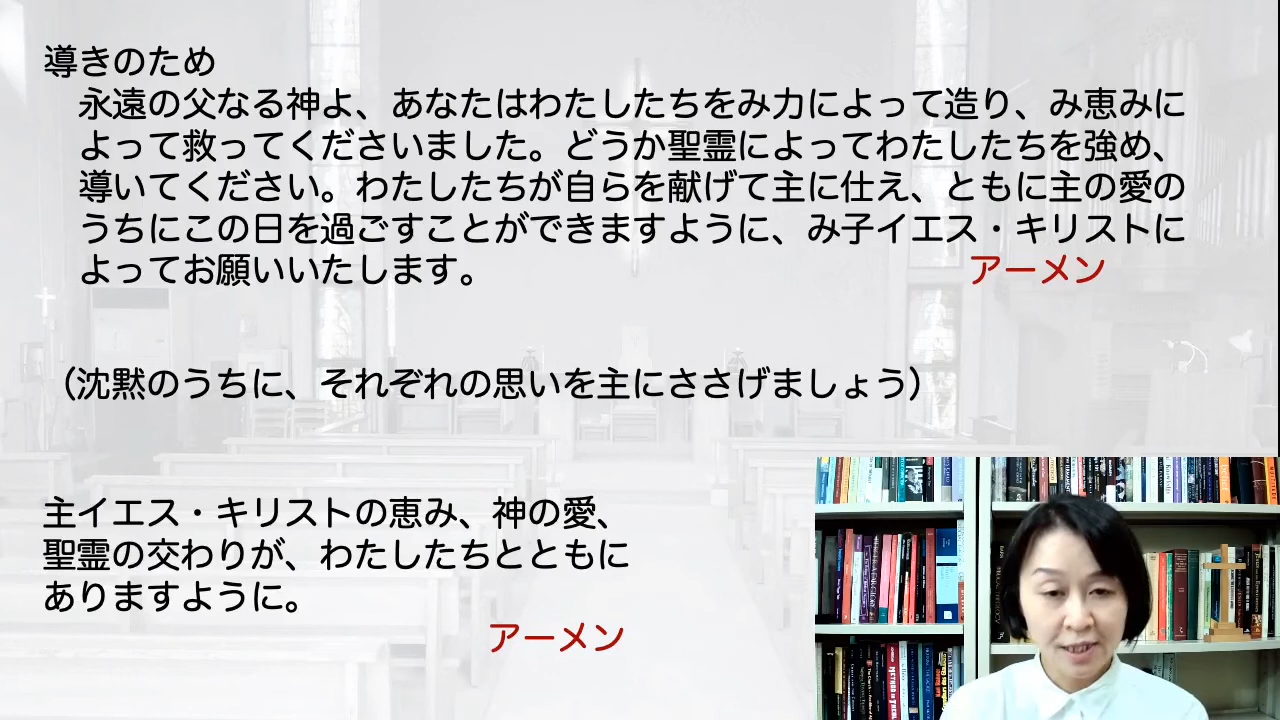 導きのため
永遠の父なる神よ、あなたはわたしたちをみ力によって造り、み恵みに
よって救ってくださいました。どうか聖霊によってわたしたちを強め、
導いてください。わたしたちが自らを献げて主に仕え、ともに主の愛の
うちにこの日を過ごすことができますように、み子イエス・キリストに
よってお願いいたします。 アーメン
（沈黙のうちに、それぞれの思いを主にささげましょう）
主イエス・キリストの恵み、神の愛、
聖霊の交わりが、わたしたちとともに
ありますように。
アーメン